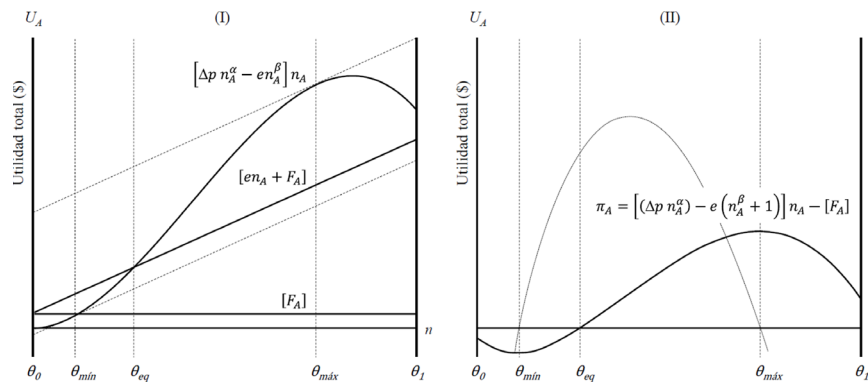 U_A (I)
Utilidad total ($)
[Δp n_A^α − en_A^β] n_A
[en_A + F_A]
[F_A]
n
θ_0 θ_mín θ_eq θ_máx θ_1
U_A (II)
Utilidad total ($)
π_A = [(Δp n_A^α) − e (n_A^β + 1)] n_A − [F_A]
θ_0 θ_mín θ_eq θ_máx θ_1